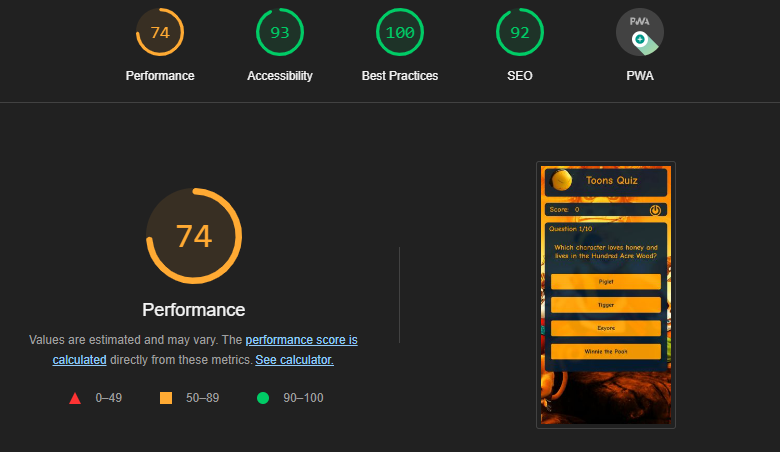 74
93
100
92
PWA
Performance
Accessibility
Best Practices
SEO
PWA
74
Performance
Values are estimated and may vary. The performance score is
calculated directly from these metrics. See calculator.
0–49
50–89
90–100
Toons Quiz
Score: 0
Question 1/10
Which character loves honey and
lives in the Hundred Acre Wood?
Piglet
Tigger
Eeyore
Winnie the Pooh